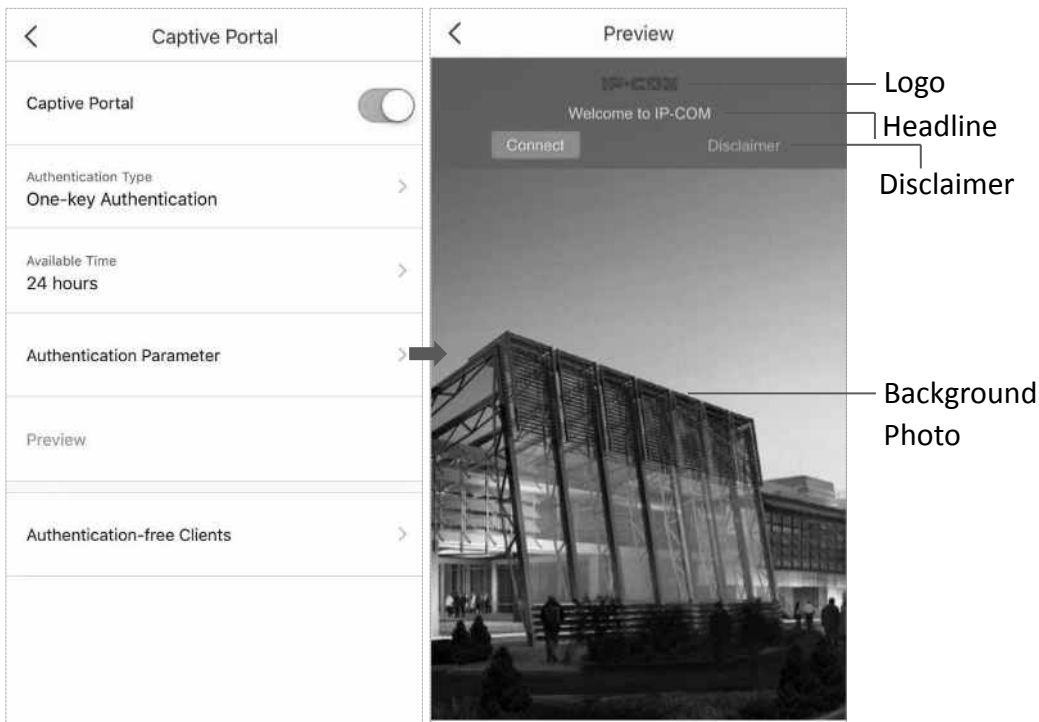 Captive Portal
Captive Portal
Authentication Type
One-key Authentication
Available Time
24 hours
Authentication Parameter
Preview
Authentication-free Clients
Preview
IP-COM
Welcome to IP-COM
Connect
Disclaimer
Logo
Headline
Disclaimer
Background
Photo